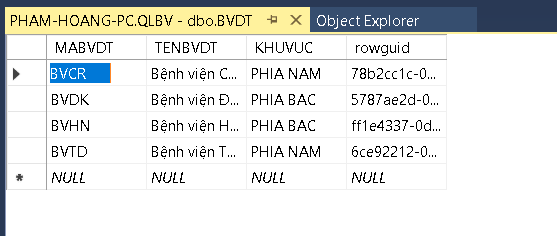 PHAM-HOANG-PC.QLBV - dbo.BVDT Object Explorer
MABVDT TENBVDT KHUVUC rowguid
BVCR Bệnh viện C... PHIA NAM 78b2cc1c-0...
BVDK Bệnh viện Đ... PHIA BAC 5787ae2d-0...
BVHN Bệnh viện H... PHIA BAC ff1e4337-0d...
BVTD Bệnh viện T... PHIA NAM 6ce92212-0...
* NULL NULL NULL NULL